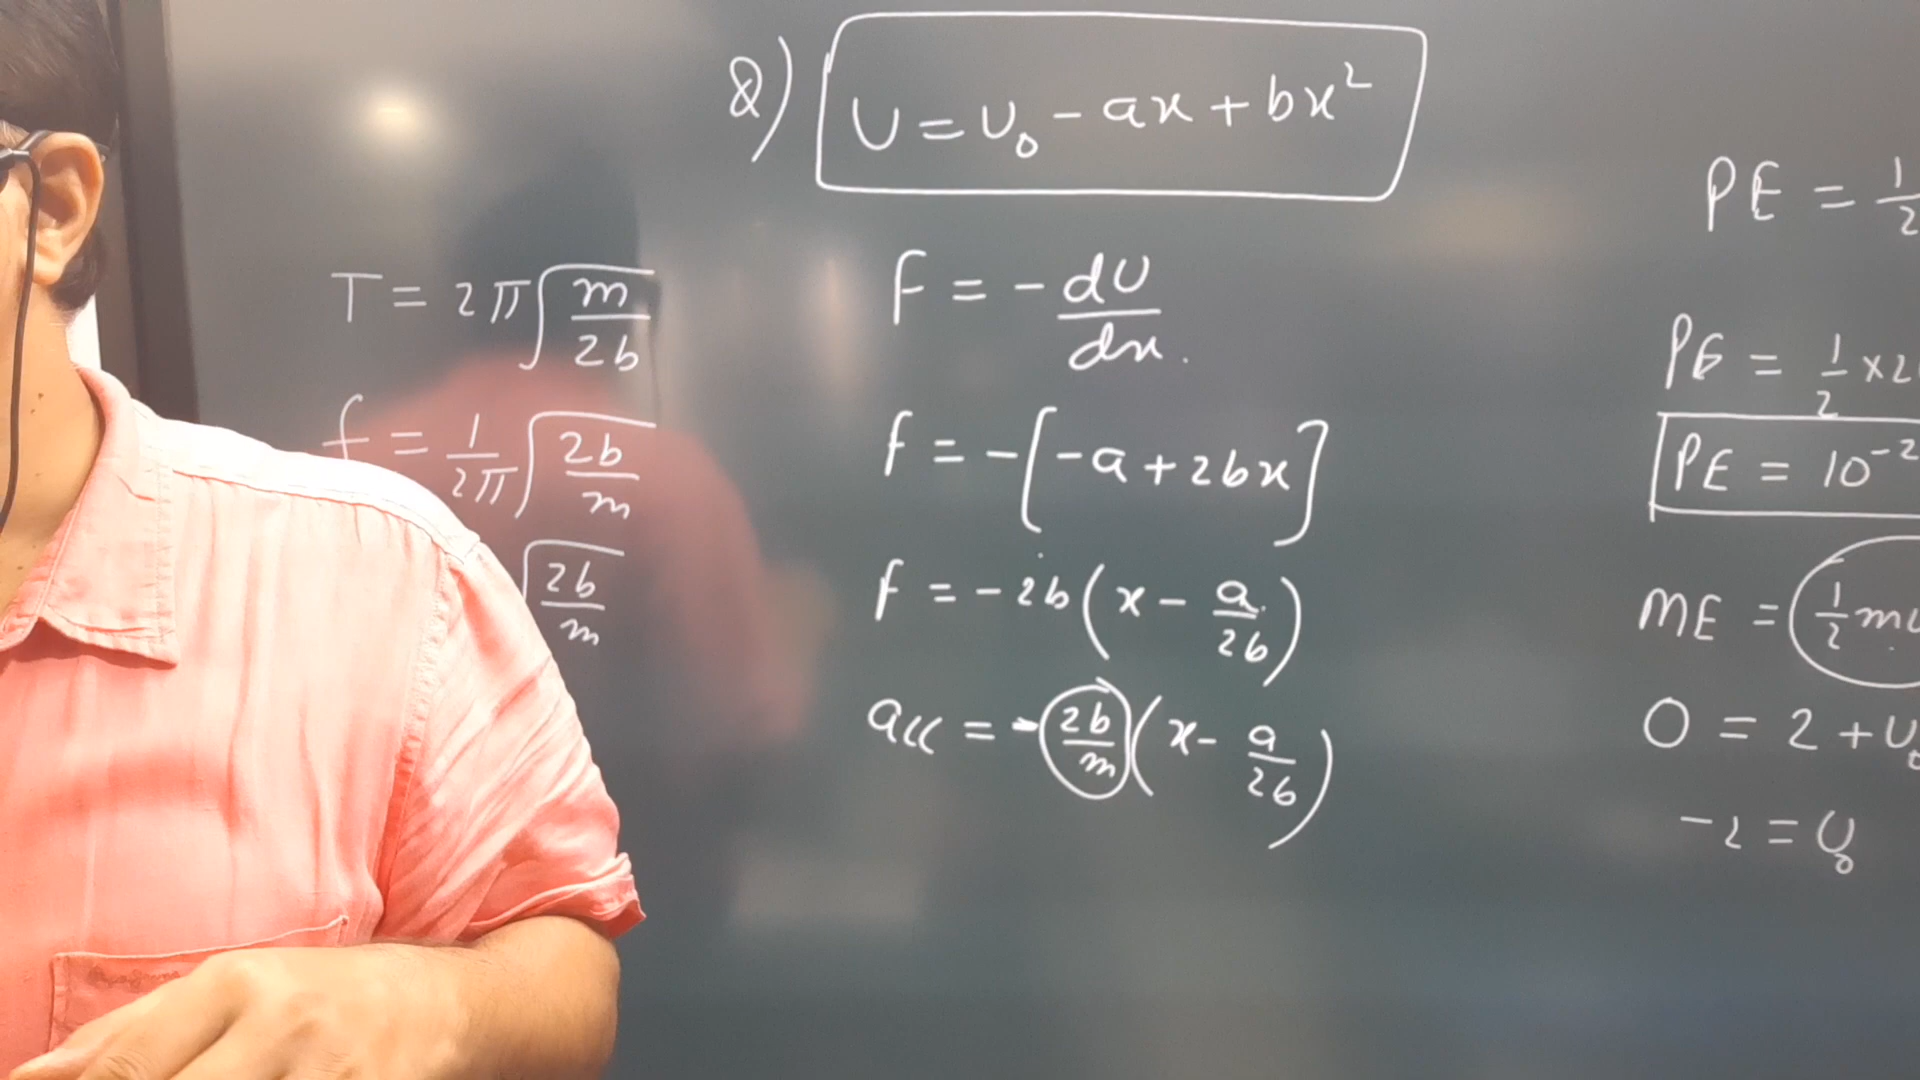 Q) U = U₀ - ax + bx²
T = 2π√(m/2b)
f = 1/2π √(2b/m)
√(2b/m)
F = - dU/dx.
F = -[-a + 2bx]
F = -2b(x - a/2b)
acc = -(2b/m)(x - a/2b)
PE = 1/2
PE = 1/2 × 2
PE = 10⁻²
ME = 1/2 m
0 = 2 + U₀
-2 = U₀